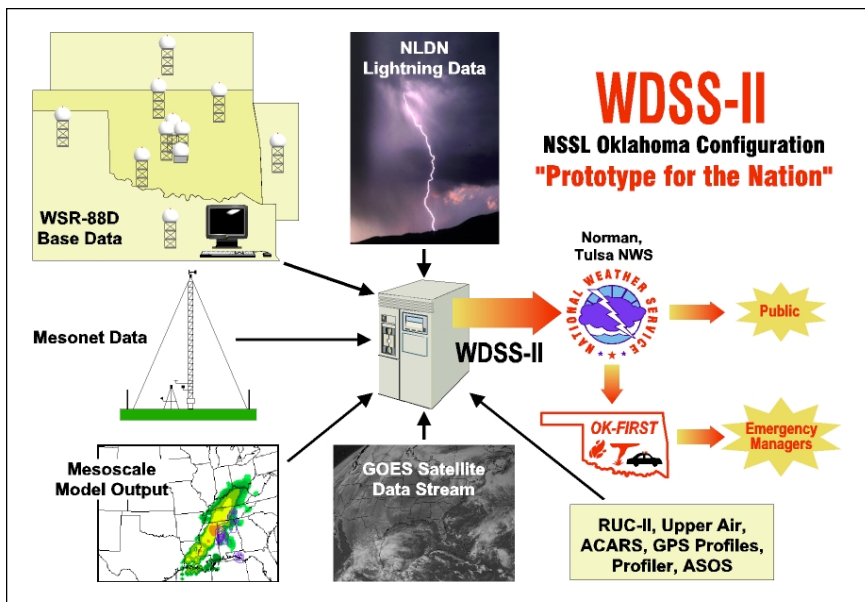 NLDN
Lightning Data
WDSS-II
NSSL Oklahoma Configuration
"Prototype for the Nation"
WSR-88D
Base Data
Norman,
Tulsa NWS
NATIONAL WEATHER SERVICE
Public
Mesonet Data
WDSS-II
OK-FIRST
Emergency
Managers
Mesoscale
Model Output
GOES Satellite
Data Stream
RUC-II, Upper Air,
ACARS, GPS Profiles,
Profiler, ASOS